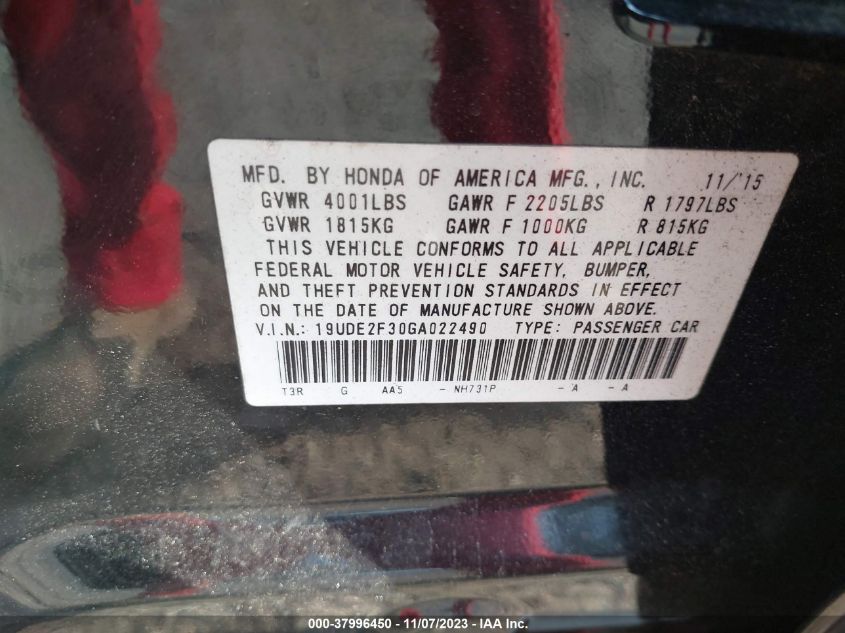 MFD. BY HONDA OF AMERICA MFG., INC. 11/'15
GVWR 4001LBS GAWR F 2205LBS R 1797LBS
GVWR 1815KG GAWR F 1000KG R 815KG
THIS VEHICLE CONFORMS TO ALL APPLICABLE
FEDERAL MOTOR VEHICLE SAFETY, BUMPER,
AND THEFT PREVENTION STANDARDS IN EFFECT
ON THE DATE OF MANUFACTURE SHOWN ABOVE.
V.I.N.: 19UDE2F30GA022490 TYPE: PASSENGER CAR
T3R G AA5 - NH731P - A - A
000-37996450 - 11/07/2023 - IAA Inc.